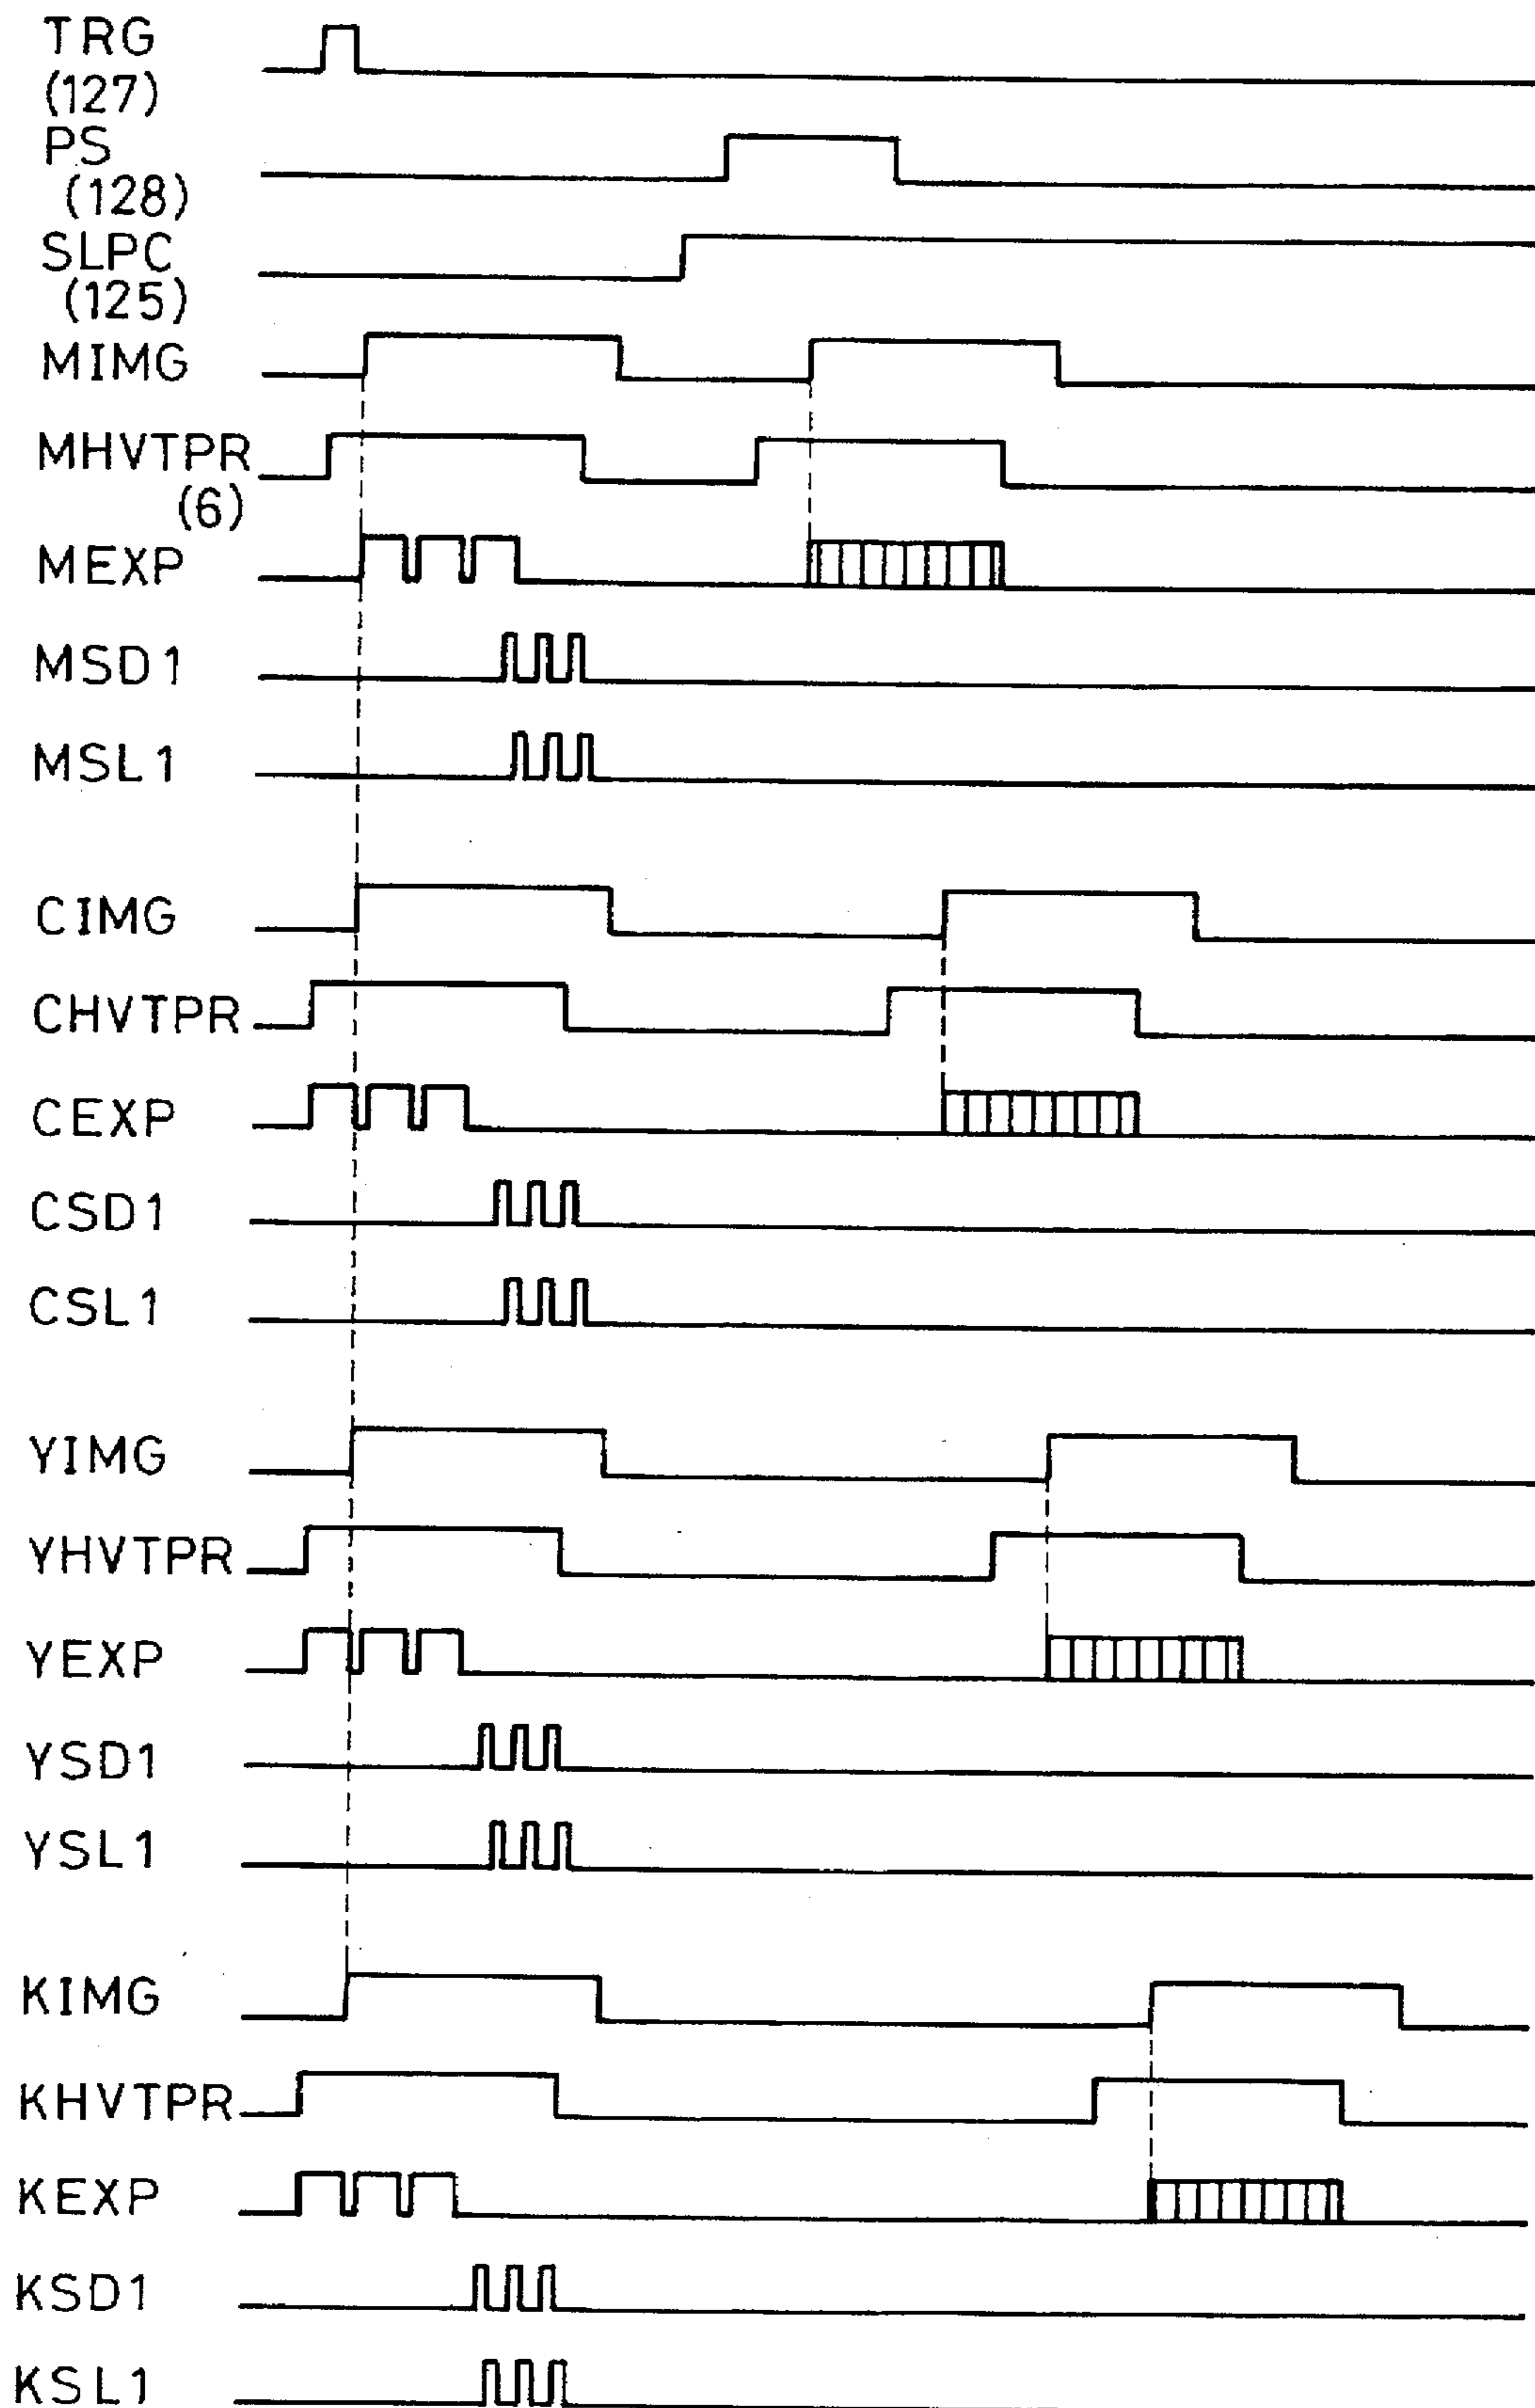 TRG
(127)
PS
(128)
SLPC
(125)
MIMG
MHVTPR
(6)
MEXP
MSD1
MSL1
CIMG
CHVTPR
CEXP
CSD1
CSL1
YIMG
YHVTPR
YEXP
YSD1
YSL1
KIMG
KHVTPR
KEXP
KSD1
KSL1